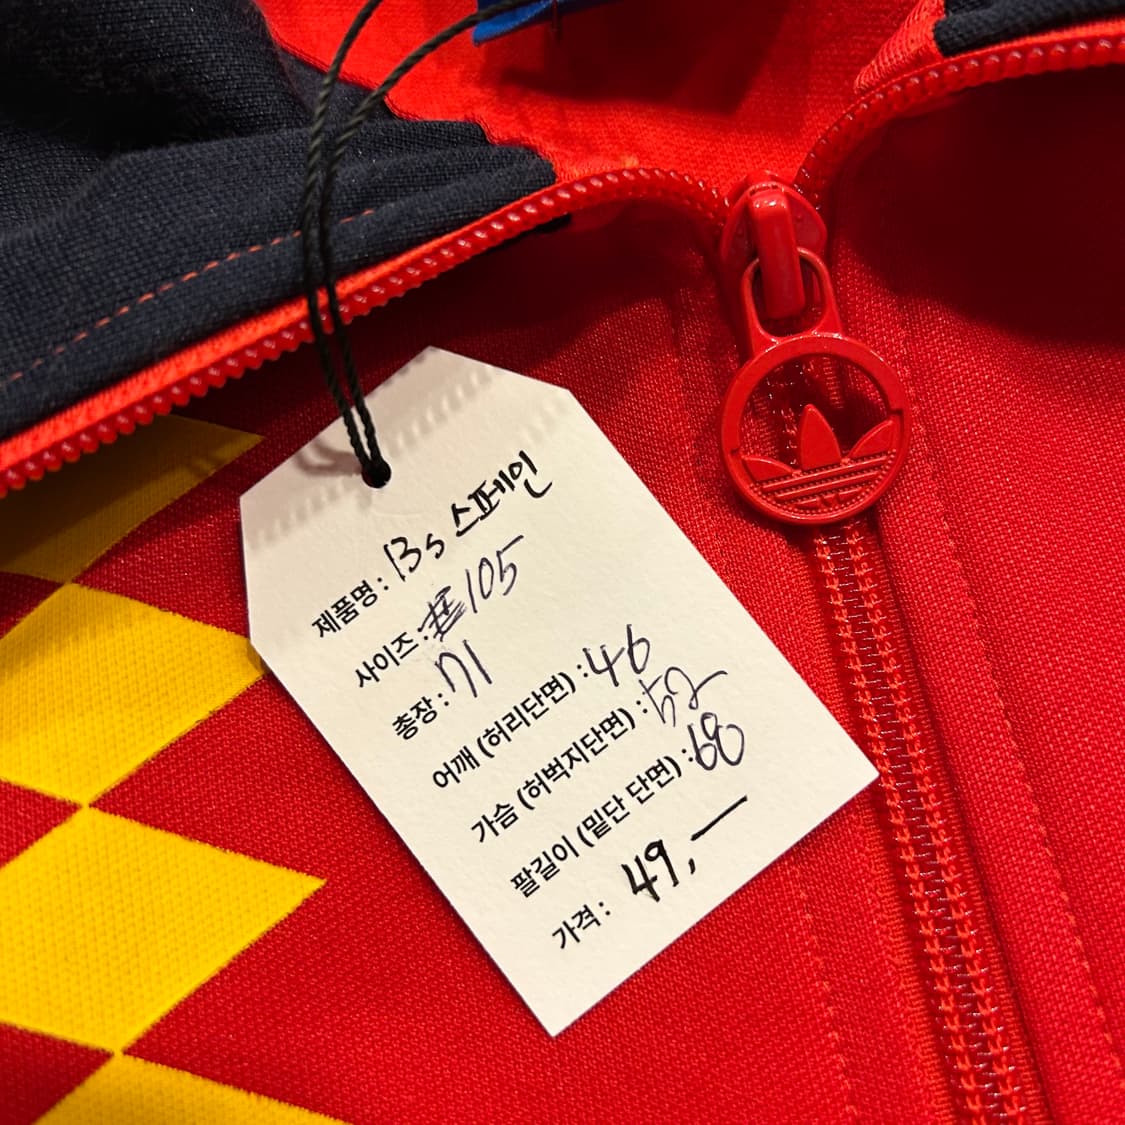 제품명 : 13s 스페인
사이즈 : 105
총장 : 71
어깨 (허리단면) : 46
가슴 (허벅지단면) : 52
팔길이 (밑단 단면) : 68
가격 : 49,—